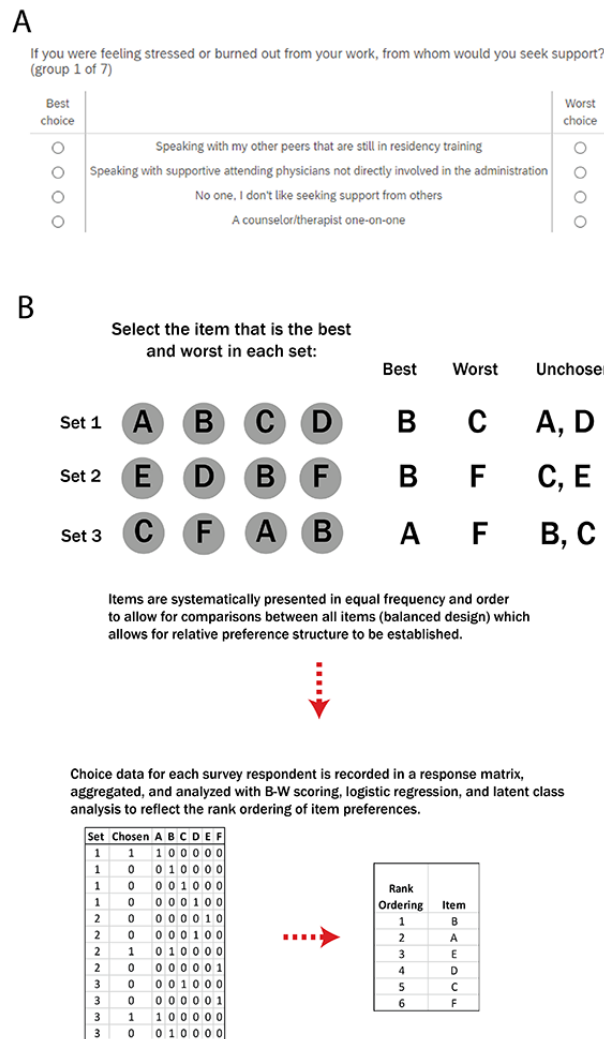 A
If you were feeling stressed or burned out from your work, from whom would you seek support?
(group 1 of 7)
Best choice Worst choice
Speaking with my other peers that are still in residency training
Speaking with supportive attending physicians not directly involved in the administration
No one, I don't like seeking support from others
A counselor/therapist one-on-one
B
Select the item that is the best
and worst in each set:
Best Worst Unchosen
Set 1 A B C D B C A, D
Set 2 E D B F B F C, E
Set 3 C F A B A F B, C
Items are systematically presented in equal frequency and order
to allow for comparisons between all items (balanced design) which
allows for relative preference structure to be established.
Choice data for each survey respondent is recorded in a response matrix,
aggregated, and analyzed with B-W scoring, logistic regression, and latent class
analysis to reflect the rank ordering of item preferences.
Set Chosen A B C D E F
1 1 1 0 0 0 0 0
1 0 0 1 0 0 0 0
1 0 0 0 1 0 0 0
1 0 0 0 0 1 0 0
2 0 0 0 0 0 1 0
2 0 0 0 0 1 0 0
2 1 0 1 0 0 0 0
2 0 0 0 0 0 0 1
3 0 0 0 1 0 0 0
3 0 0 0 0 0 0 1
3 1 1 0 0 0 0 0
3 0 0 1 0 0 0 0
Rank
Ordering Item
1 B
2 A
3 E
4 D
5 C
6 F